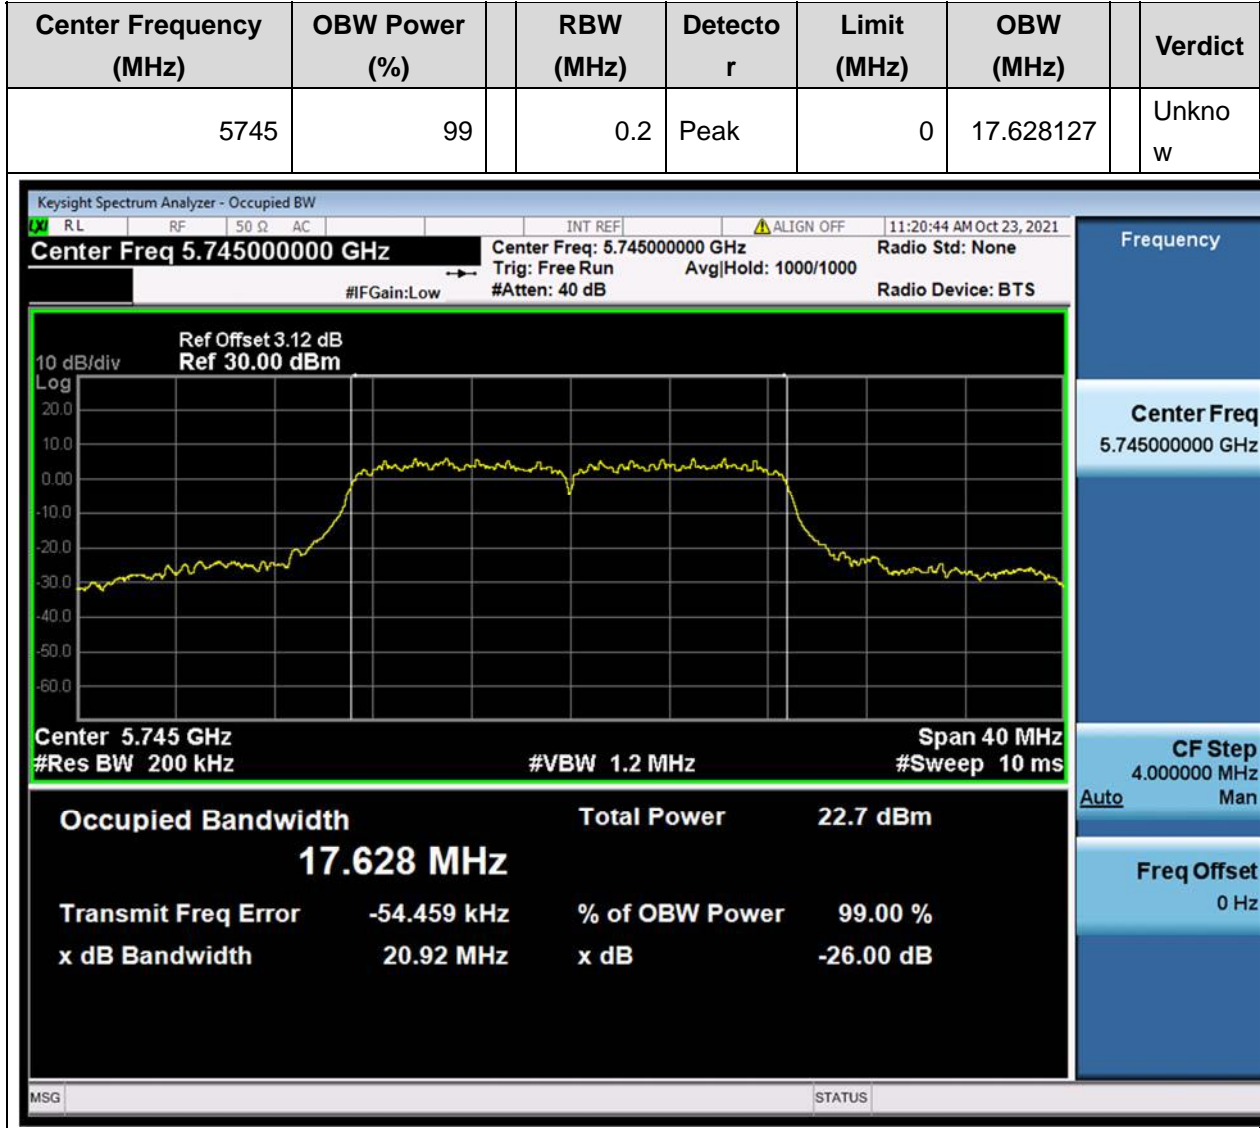 Center Frequency (MHz) OBW Power (%) RBW (MHz) Detecto r Limit (MHz) OBW (MHz) Verdict
5745 99 0.2 Peak 0 17.628127 Unkno w
Keysight Spectrum Analyzer - Occupied BW
LXI RL RF 50 Ω AC INT REF ALIGN OFF 11:20:44 AM Oct 23, 2021
Center Freq 5.745000000 GHz
Center Freq: 5.745000000 GHz Radio Std: None
Trig: Free Run Avg|Hold: 1000/1000
#IFGain:Low #Atten: 40 dB Radio Device: BTS
Ref Offset 3.12 dB
10 dB/div Ref 30.00 dBm
Log
20.0
10.0
0.00
-10.0
-20.0
-30.0
-40.0
-50.0
-60.0
Center 5.745 GHz Span 40 MHz
#Res BW 200 kHz #VBW 1.2 MHz #Sweep 10 ms
Occupied Bandwidth Total Power 22.7 dBm
17.628 MHz
Transmit Freq Error -54.459 kHz % of OBW Power 99.00 %
x dB Bandwidth 20.92 MHz x dB -26.00 dB
MSG STATUS
Frequency
Center Freq
5.745000000 GHz
CF Step
4.000000 MHz
Auto Man
Freq Offset
0 Hz